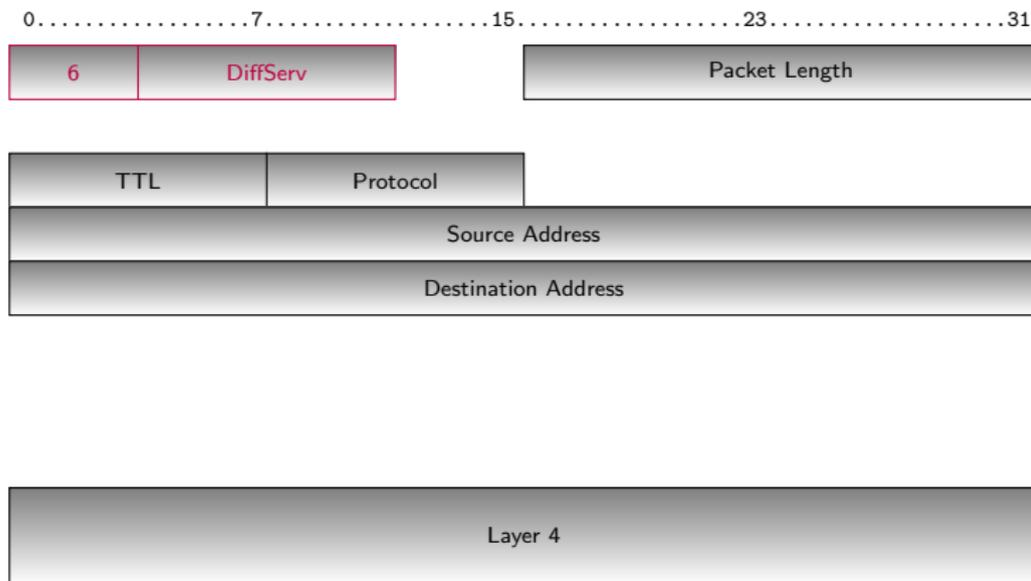 0.................7.................15.................23.................31
6 DiffServ Packet Length
TTL Protocol
Source Address
Destination Address
Layer 4